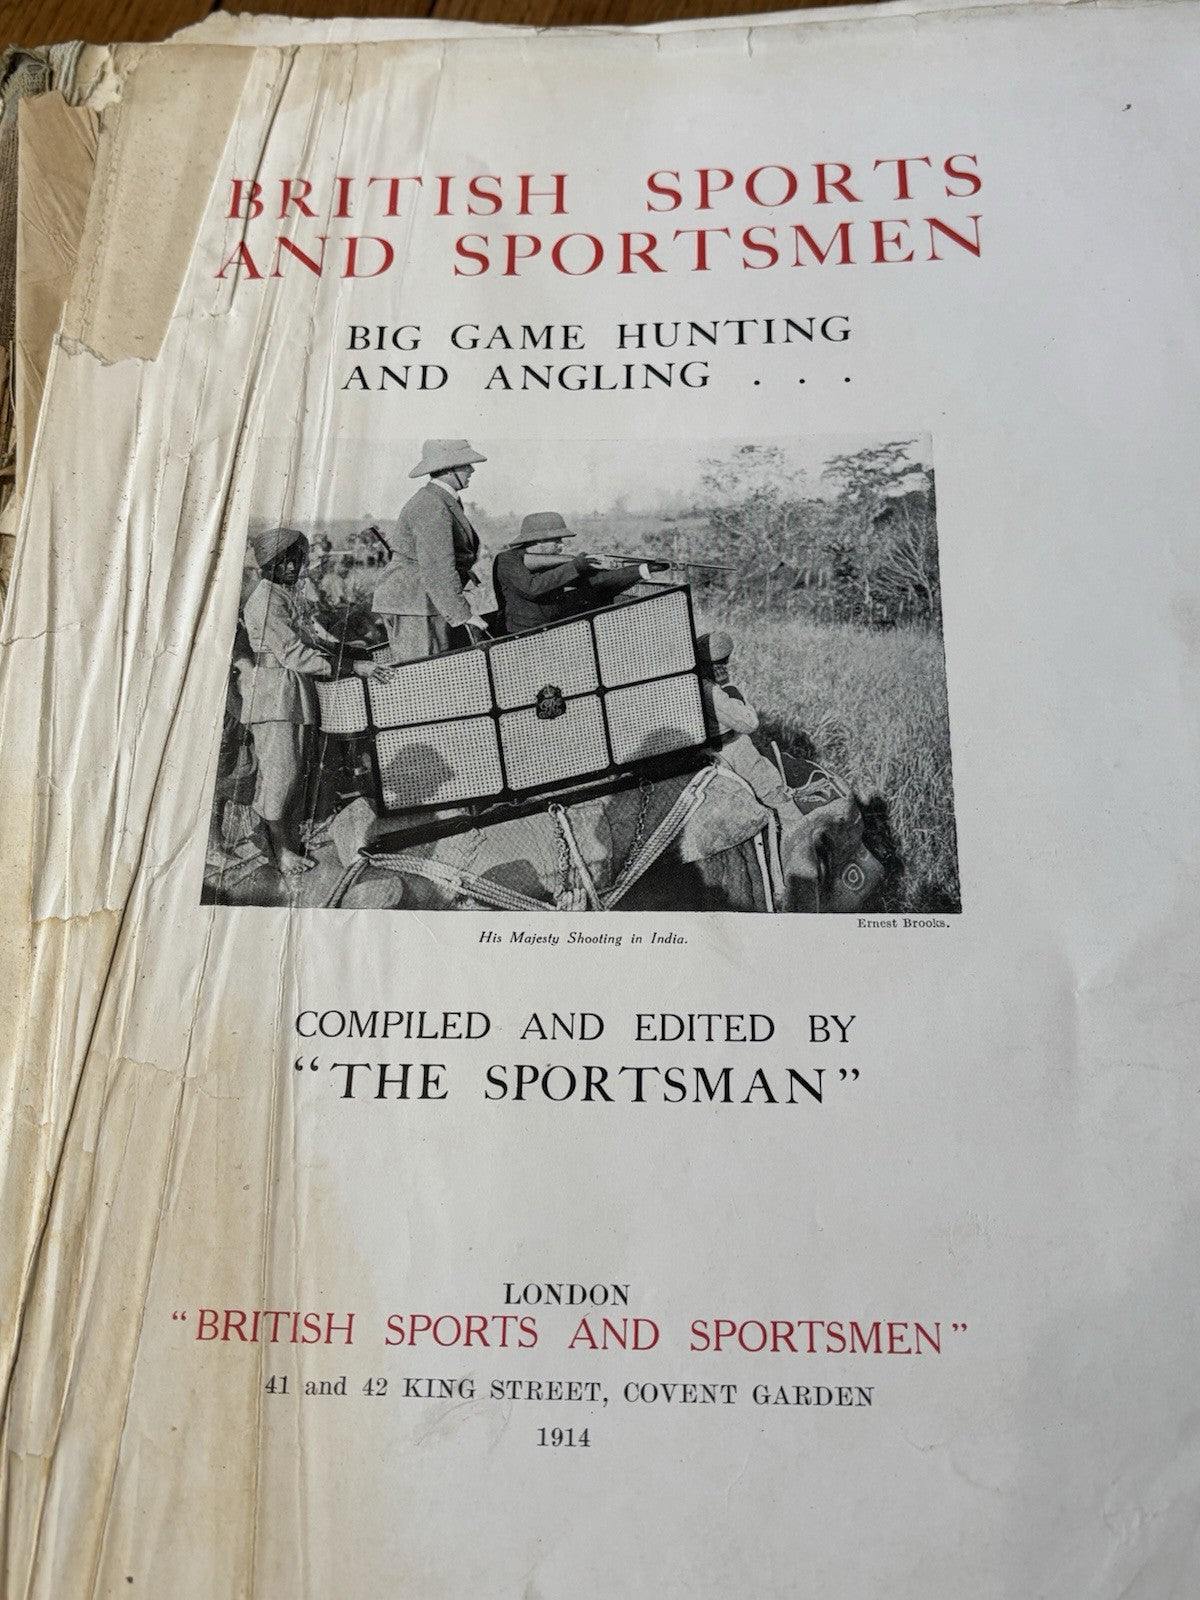 BRITISH SPORTS
AND SPORTSMEN
BIG GAME HUNTING
AND ANGLING . . .
Ernest Brooks.
His Majesty Shooting in India.
COMPILED AND EDITED BY
“THE SPORTSMAN”
LONDON
“BRITISH SPORTS AND SPORTSMEN”
41 and 42 KING STREET, COVENT GARDEN
1914